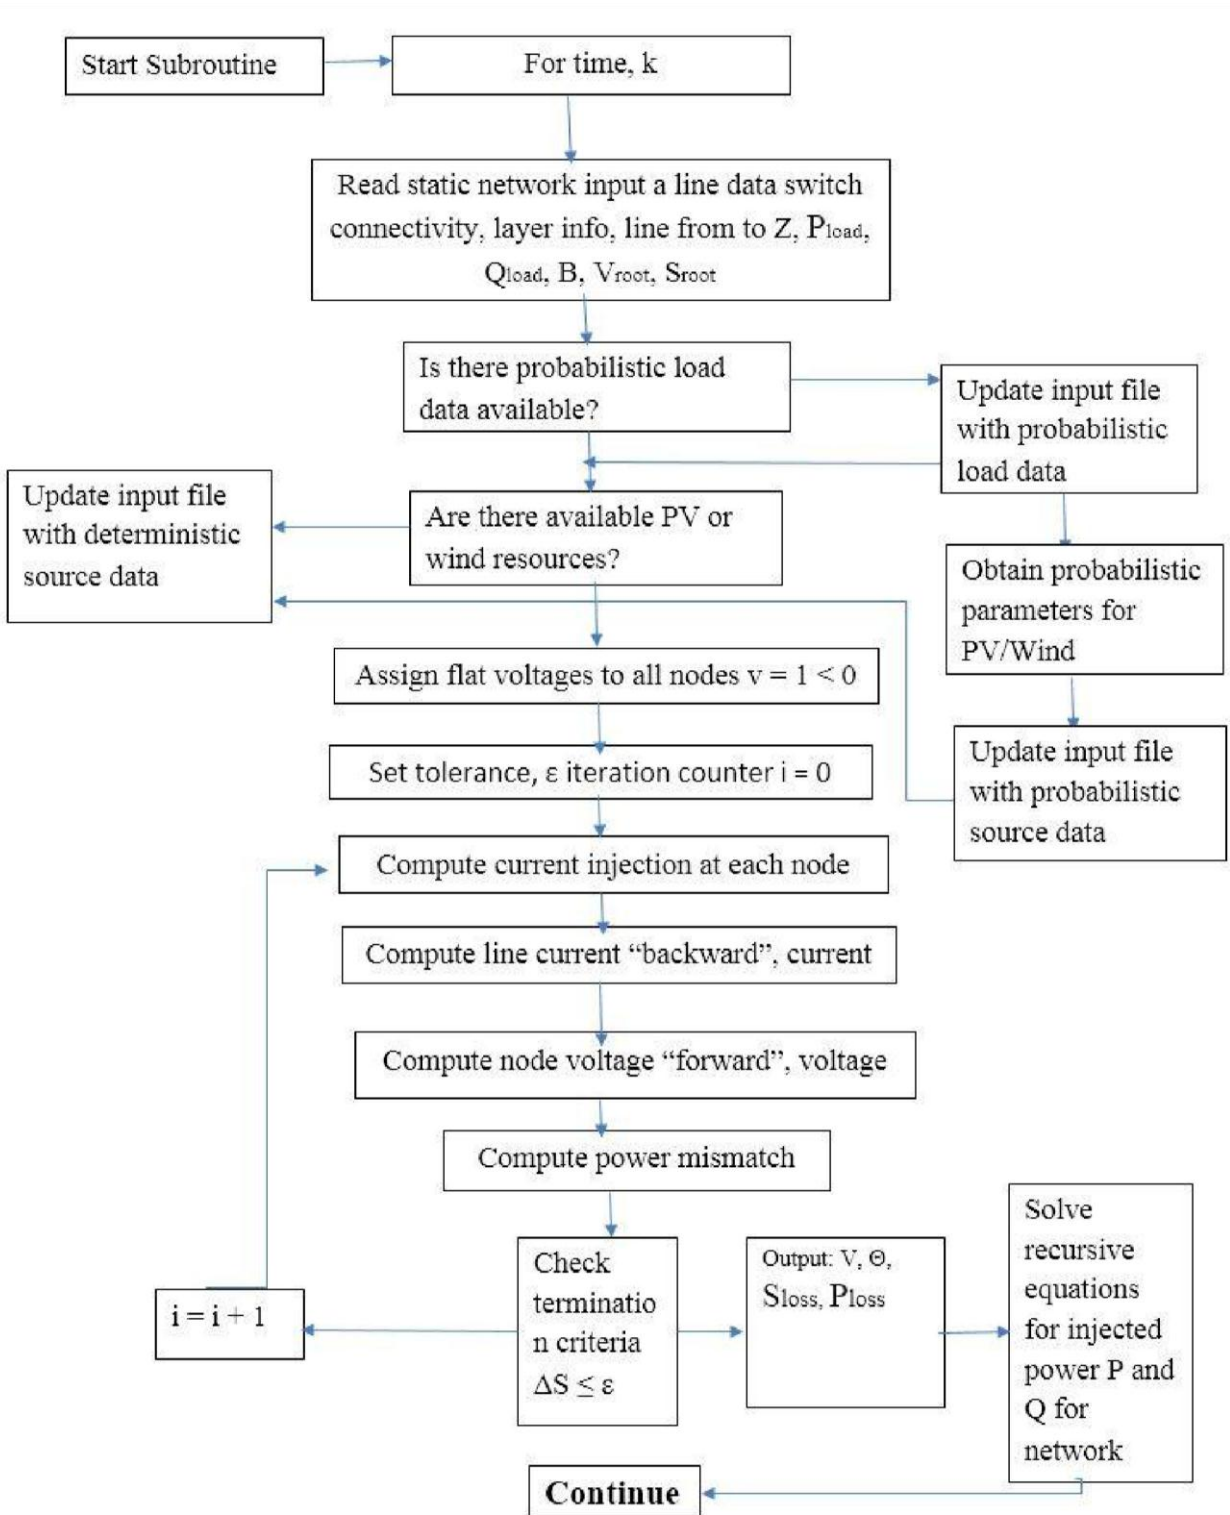 Start Subroutine
For time, k
Read static network input a line data switch
connectivity, layer info, line from to Z, Pload,
Qload, B, Vroot, Sroot
Is there probabilistic load
data available?
Update input file
with probabilistic
load data
Update input file
with deterministic
source data
Are there available PV or
wind resources?
Obtain probabilistic
parameters for
PV/Wind
Assign flat voltages to all nodes v = 1 < 0
Update input file
with probabilistic
source data
Set tolerance, ε iteration counter i = 0
Compute current injection at each node
Compute line current “backward”, current
Compute node voltage “forward”, voltage
Compute power mismatch
Check
terminatio
n criteria
ΔS ≤ ε
i = i + 1
Output: V, Θ,
Sloss, Ploss
Solve
recursive
equations
for injected
power P and
Q for
network
Continue